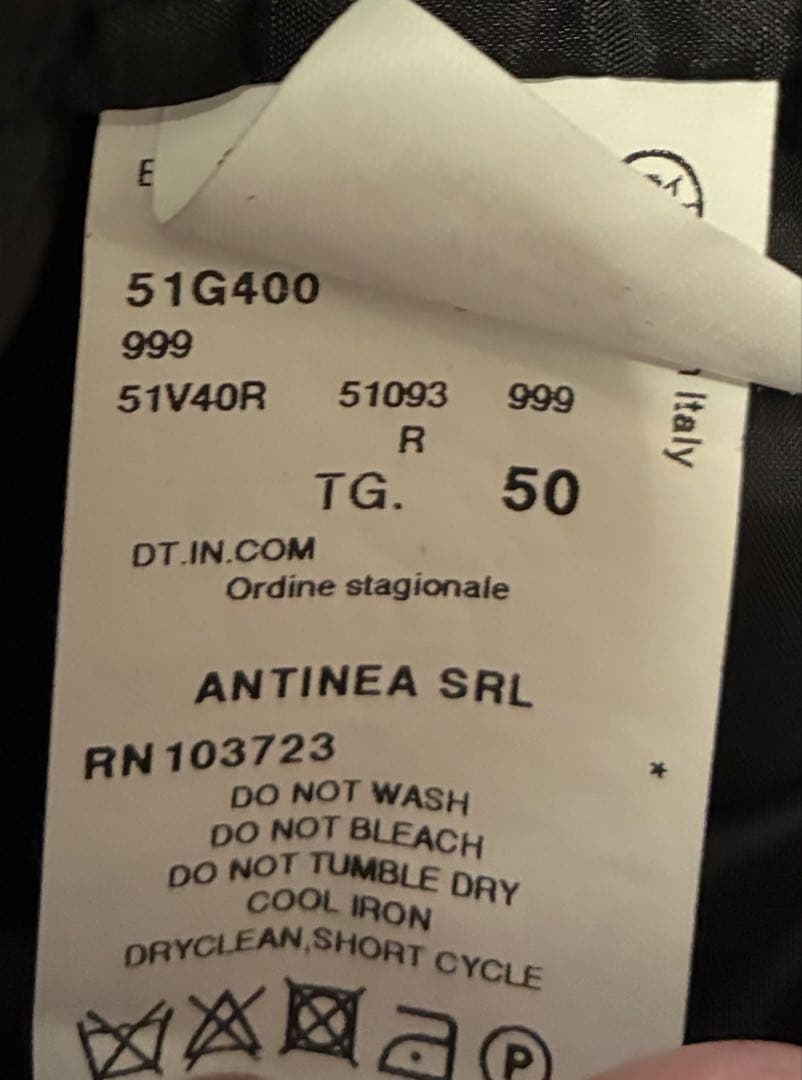 51G400
999
51V40R 51093 999
R
TG. 50
DT.IN.COM
Ordine stagionale
ANTINEA SRL
RN 103723
*
DO NOT WASH
DO NOT BLEACH
DO NOT TUMBLE DRY
COOL IRON
DRYCLEAN,SHORT CYCLE
P
Italy